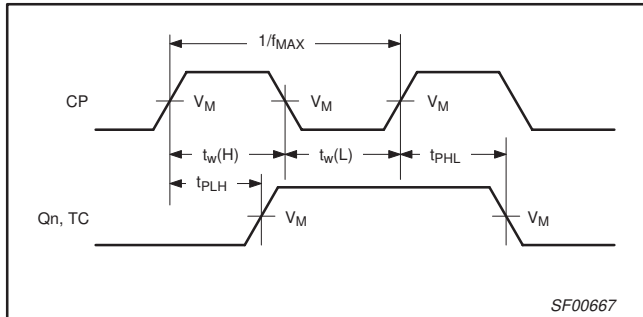 1/fMAX
CP
VM VM VM
tw(H) tw(L) tPHL
tPLH
Qn, TC
VM VM
SF00667